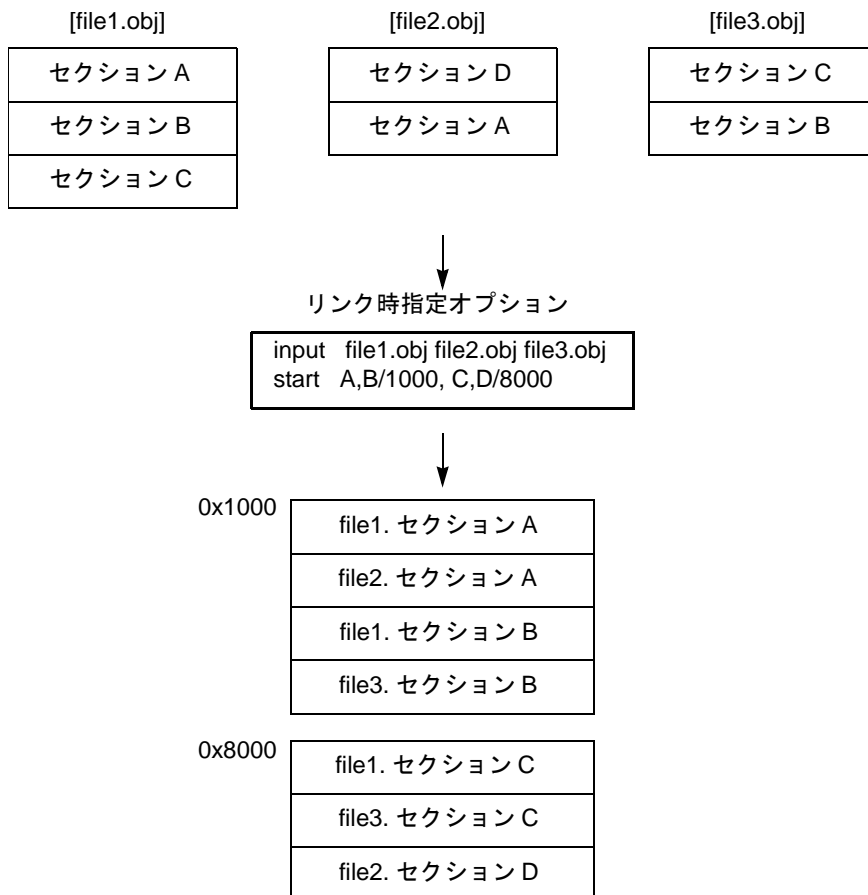 [file1.obj] [file2.obj] [file3.obj]
セクション A セクション D セクション C
セクション B セクション A セクション B
セクション C
リンク時指定オプション
input file1.obj file2.obj file3.obj
start A,B/1000, C,D/8000
0x1000
file1. セクション A
file2. セクション A
file1. セクション B
file3. セクション B
0x8000
file1. セクション C
file3. セクション C
file2. セクション D